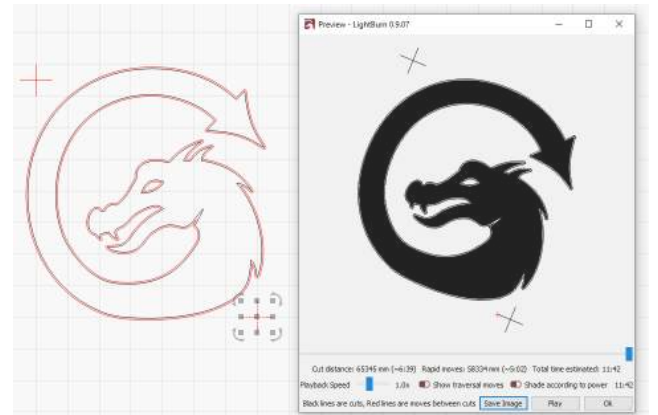 Preview - LightBurn 0.9.07
Cut distance: 65345 mm (~6:39) Rapid moves: 58334 mm (~5:02) Total time estimated: 11:42
Playback Speed 1.0x Show traversal moves Shade according to power 11:42
Black lines are cuts, Red lines are moves between cuts Save Image Play Ok